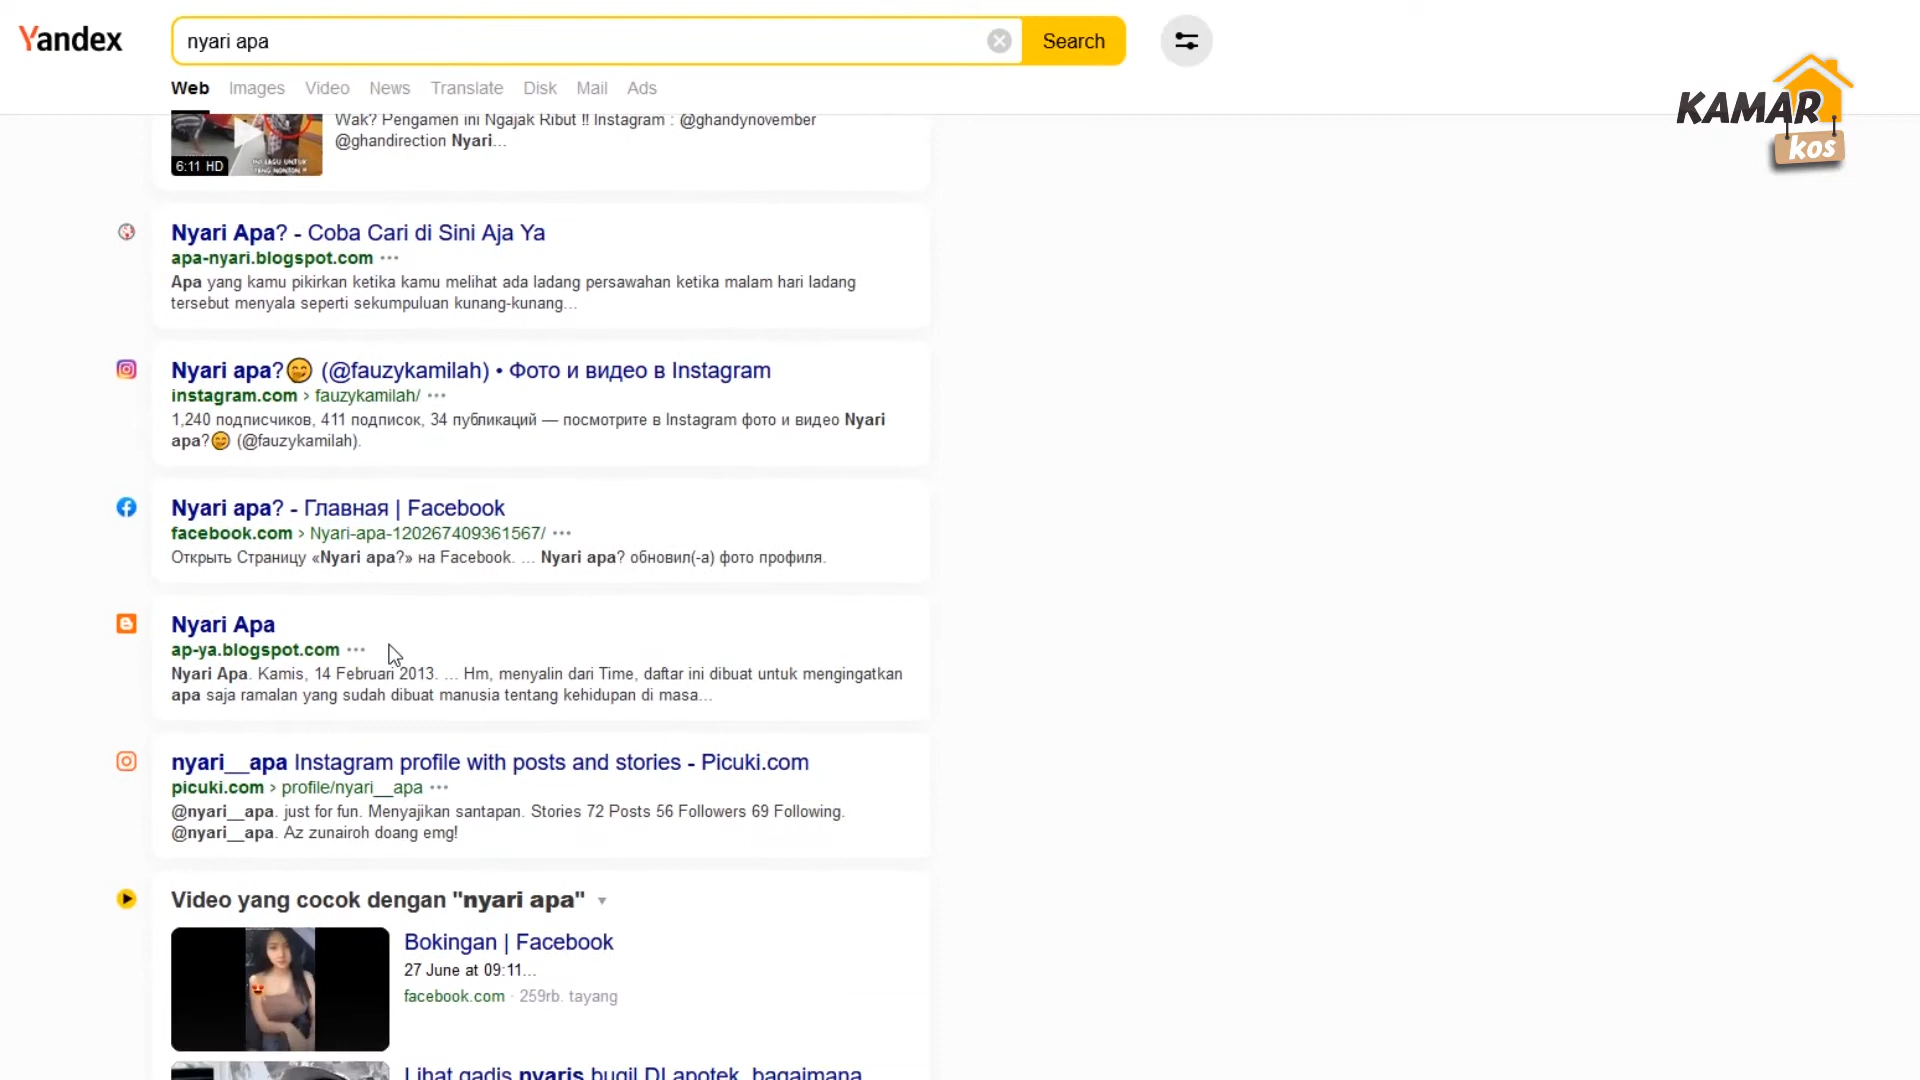 Yandex
nyari apa
Search
Web Images Video News Translate Disk Mail Ads
KAMAR
kos
Wak? Pengamen ini Ngajak Ribut !! Instagram : @ghandynovember
@ghandirection Nyari...
INI LAGU UNTUK
YANG NONTON !!
6:11 HD
Nyari Apa? - Coba Cari di Sini Aja Ya
apa-nyari.blogspot.com
Apa yang kamu pikirkan ketika kamu melihat ada ladang persawahan ketika malam hari ladang
tersebut menyala seperti sekumpuluan kunang-kunang...
Nyari apa?😊 (@fauzykamilah) • Фото и видео в Instagram
instagram.com › fauzykamilah/
1,240 подписчиков, 411 подписок, 34 публикаций — посмотрите в Instagram фото и видео Nyari
apa?😊 (@fauzykamilah).
Nyari apa? - Главная | Facebook
facebook.com › Nyari-apa-120267409361567/
Открыть Страницу «Nyari apa?» на Facebook. ... Nyari apa? обновил(-а) фото профиля.
Nyari Apa
ap-ya.blogspot.com
Nyari Apa. Kamis, 14 Februari 2013. ... Hm, menyalin dari Time, daftar ini dibuat untuk mengingatkan
apa saja ramalan yang sudah dibuat manusia tentang kehidupan di masa...
nyari__apa Instagram profile with posts and stories - Picuki.com
picuki.com › profile/nyari__apa
@nyari__apa. just for fun. Menyajikan santapan. Stories 72 Posts 56 Followers 69 Following.
@nyari__apa. Az zunairoh doang emg!
Video yang cocok dengan "nyari apa"
Bokingan | Facebook
27 June at 09:11...
facebook.com · 259rb. tayang
Lihat gadis nyaris bugil DI apotek, bagaimana